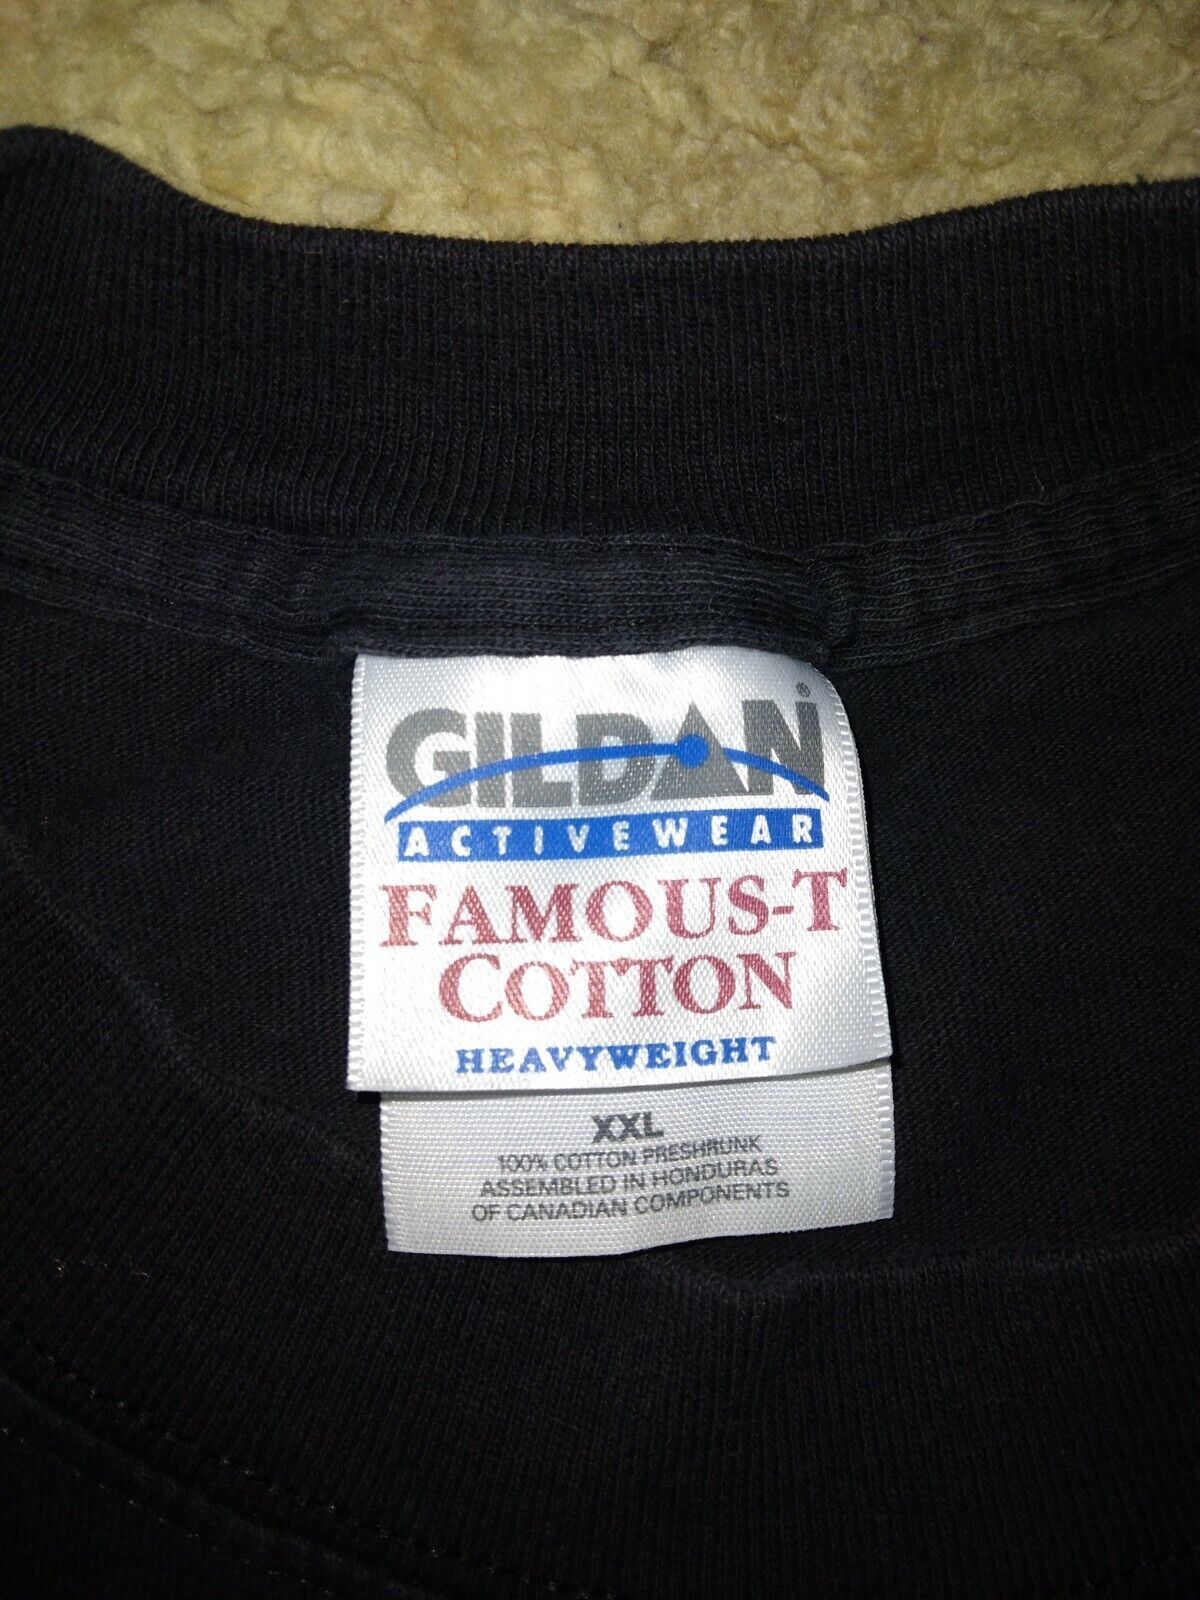 GILDAN®
ACTIVEWEAR
FAMOUS-T
COTTON
HEAVYWEIGHT
XXL
100% COTTON PRESHRUNK
ASSEMBLED IN HONDURAS
OF CANADIAN COMPONENTS